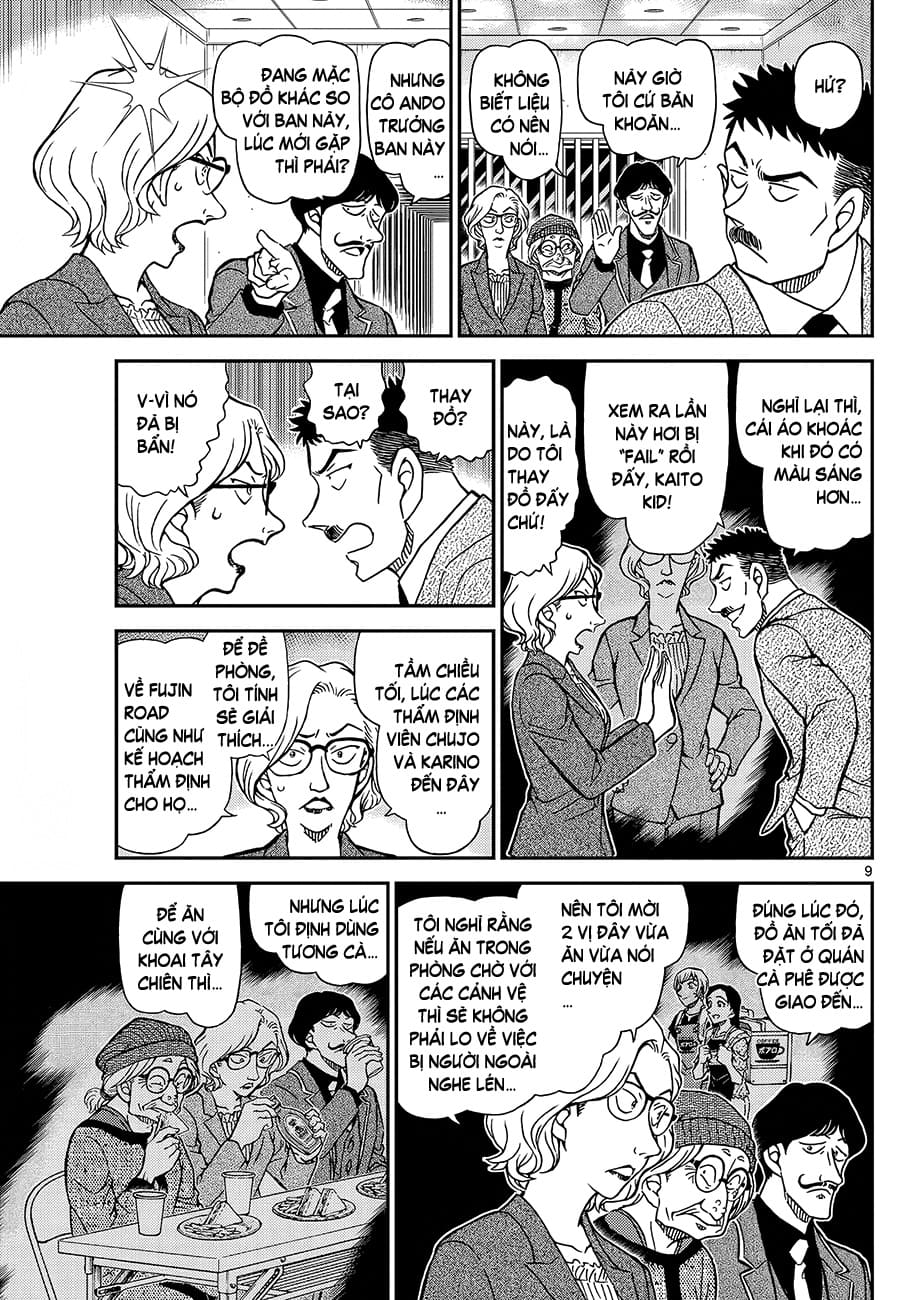 HỬ?
NÃY GIỜ
TÔI CỨ BĂN
KHOĂN...
KHÔNG
BIẾT LIỆU
CÓ NÊN
NÓI...
NHƯNG
CÔ ANDO
TRƯỞNG
BAN NÀY
...
ĐANG MẶC
BỘ ĐỒ KHÁC SO
VỚI BAN NÃY,
LÚC MỚI GẶP
THÌ PHẢI?
NGHĨ LẠI THÌ,
CÁI ÁO KHOÁC
KHI ĐÓ CÓ
MÀU SÁNG
HƠN...
XEM RA LẦN
NÀY HƠI BỊ
"FAIL" RỒI
ĐẤY, KAITO
KID!
NÀY, LÀ
DO TÔI
THAY
ĐỒ ĐẤY
CHỨ!
THAY
ĐỒ?
TẠI
SAO?
V-VÌ NÓ
ĐÃ BỊ
BẨN!
TẦM CHIỀU
TỐI, LÚC CÁC
THẨM ĐỊNH
VIÊN CHUJO
VÀ KARINO
ĐẾN ĐÂY
...
ĐỂ ĐỀ
PHÒNG,
TÔI TÍNH
SẼ GIẢI
THÍCH...
VỀ FUJIN
ROAD
CŨNG NHƯ
KẾ HOẠCH
THẨM ĐỊNH
CHO HỌ...
9
ĐÚNG LÚC ĐÓ,
ĐỒ ĂN TỐI ĐÃ
ĐẶT Ở QUÁN
CÀ PHÊ ĐƯỢC
GIAO ĐẾN...
COFFEE
ポアロ
NÊN TÔI MỜI
2 VỊ ĐÂY VỪA
ĂN VỪA NÓI
CHUYỆN
...
TÔI NGHĨ RẰNG
NẾU ĂN TRONG
PHÒNG CHỜ VỚI
CÁC CẢNH VỆ
THÌ SẼ KHÔNG
PHẢI LO VỀ VIỆC
BỊ NGƯỜI NGOÀI
NGHE LÉN...
NHƯNG LÚC
TÔI ĐỊNH DÙNG
TƯƠNG CÀ...
ĐỂ ĂN
CÙNG VỚI
KHOAI TÂY
CHIÊN THÌ...